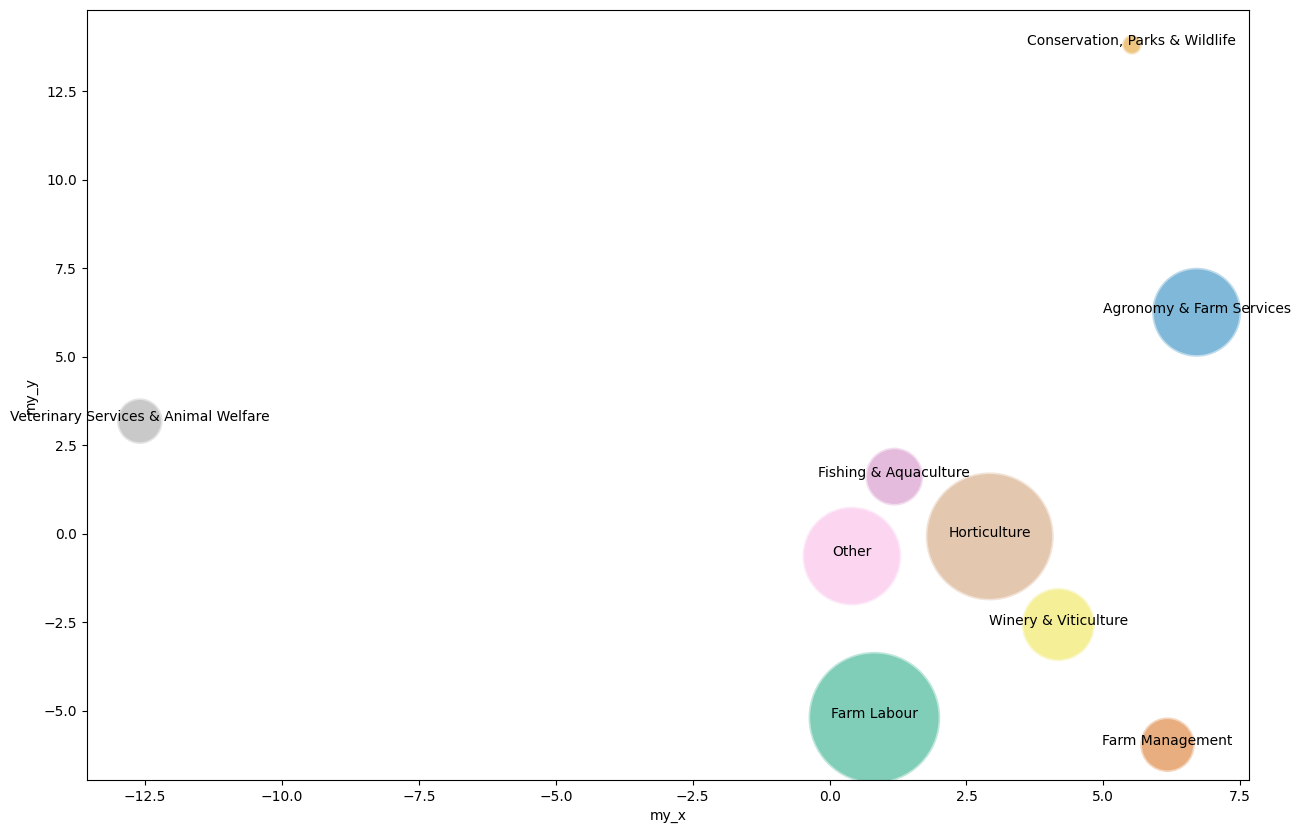 Conservation, Parks & Wildlife
12.5
10.0
7.5
Agronomy & Farm Services
5.0
my_y
Veterinary Services & Animal Welfare
2.5
Fishing & Aquaculture
0.0
Horticulture
Other
−2.5
Winery & Viticulture
−5.0
Farm Labour
Farm Management
−12.5 −10.0 −7.5 −5.0 −2.5 0.0 2.5 5.0 7.5
my_x